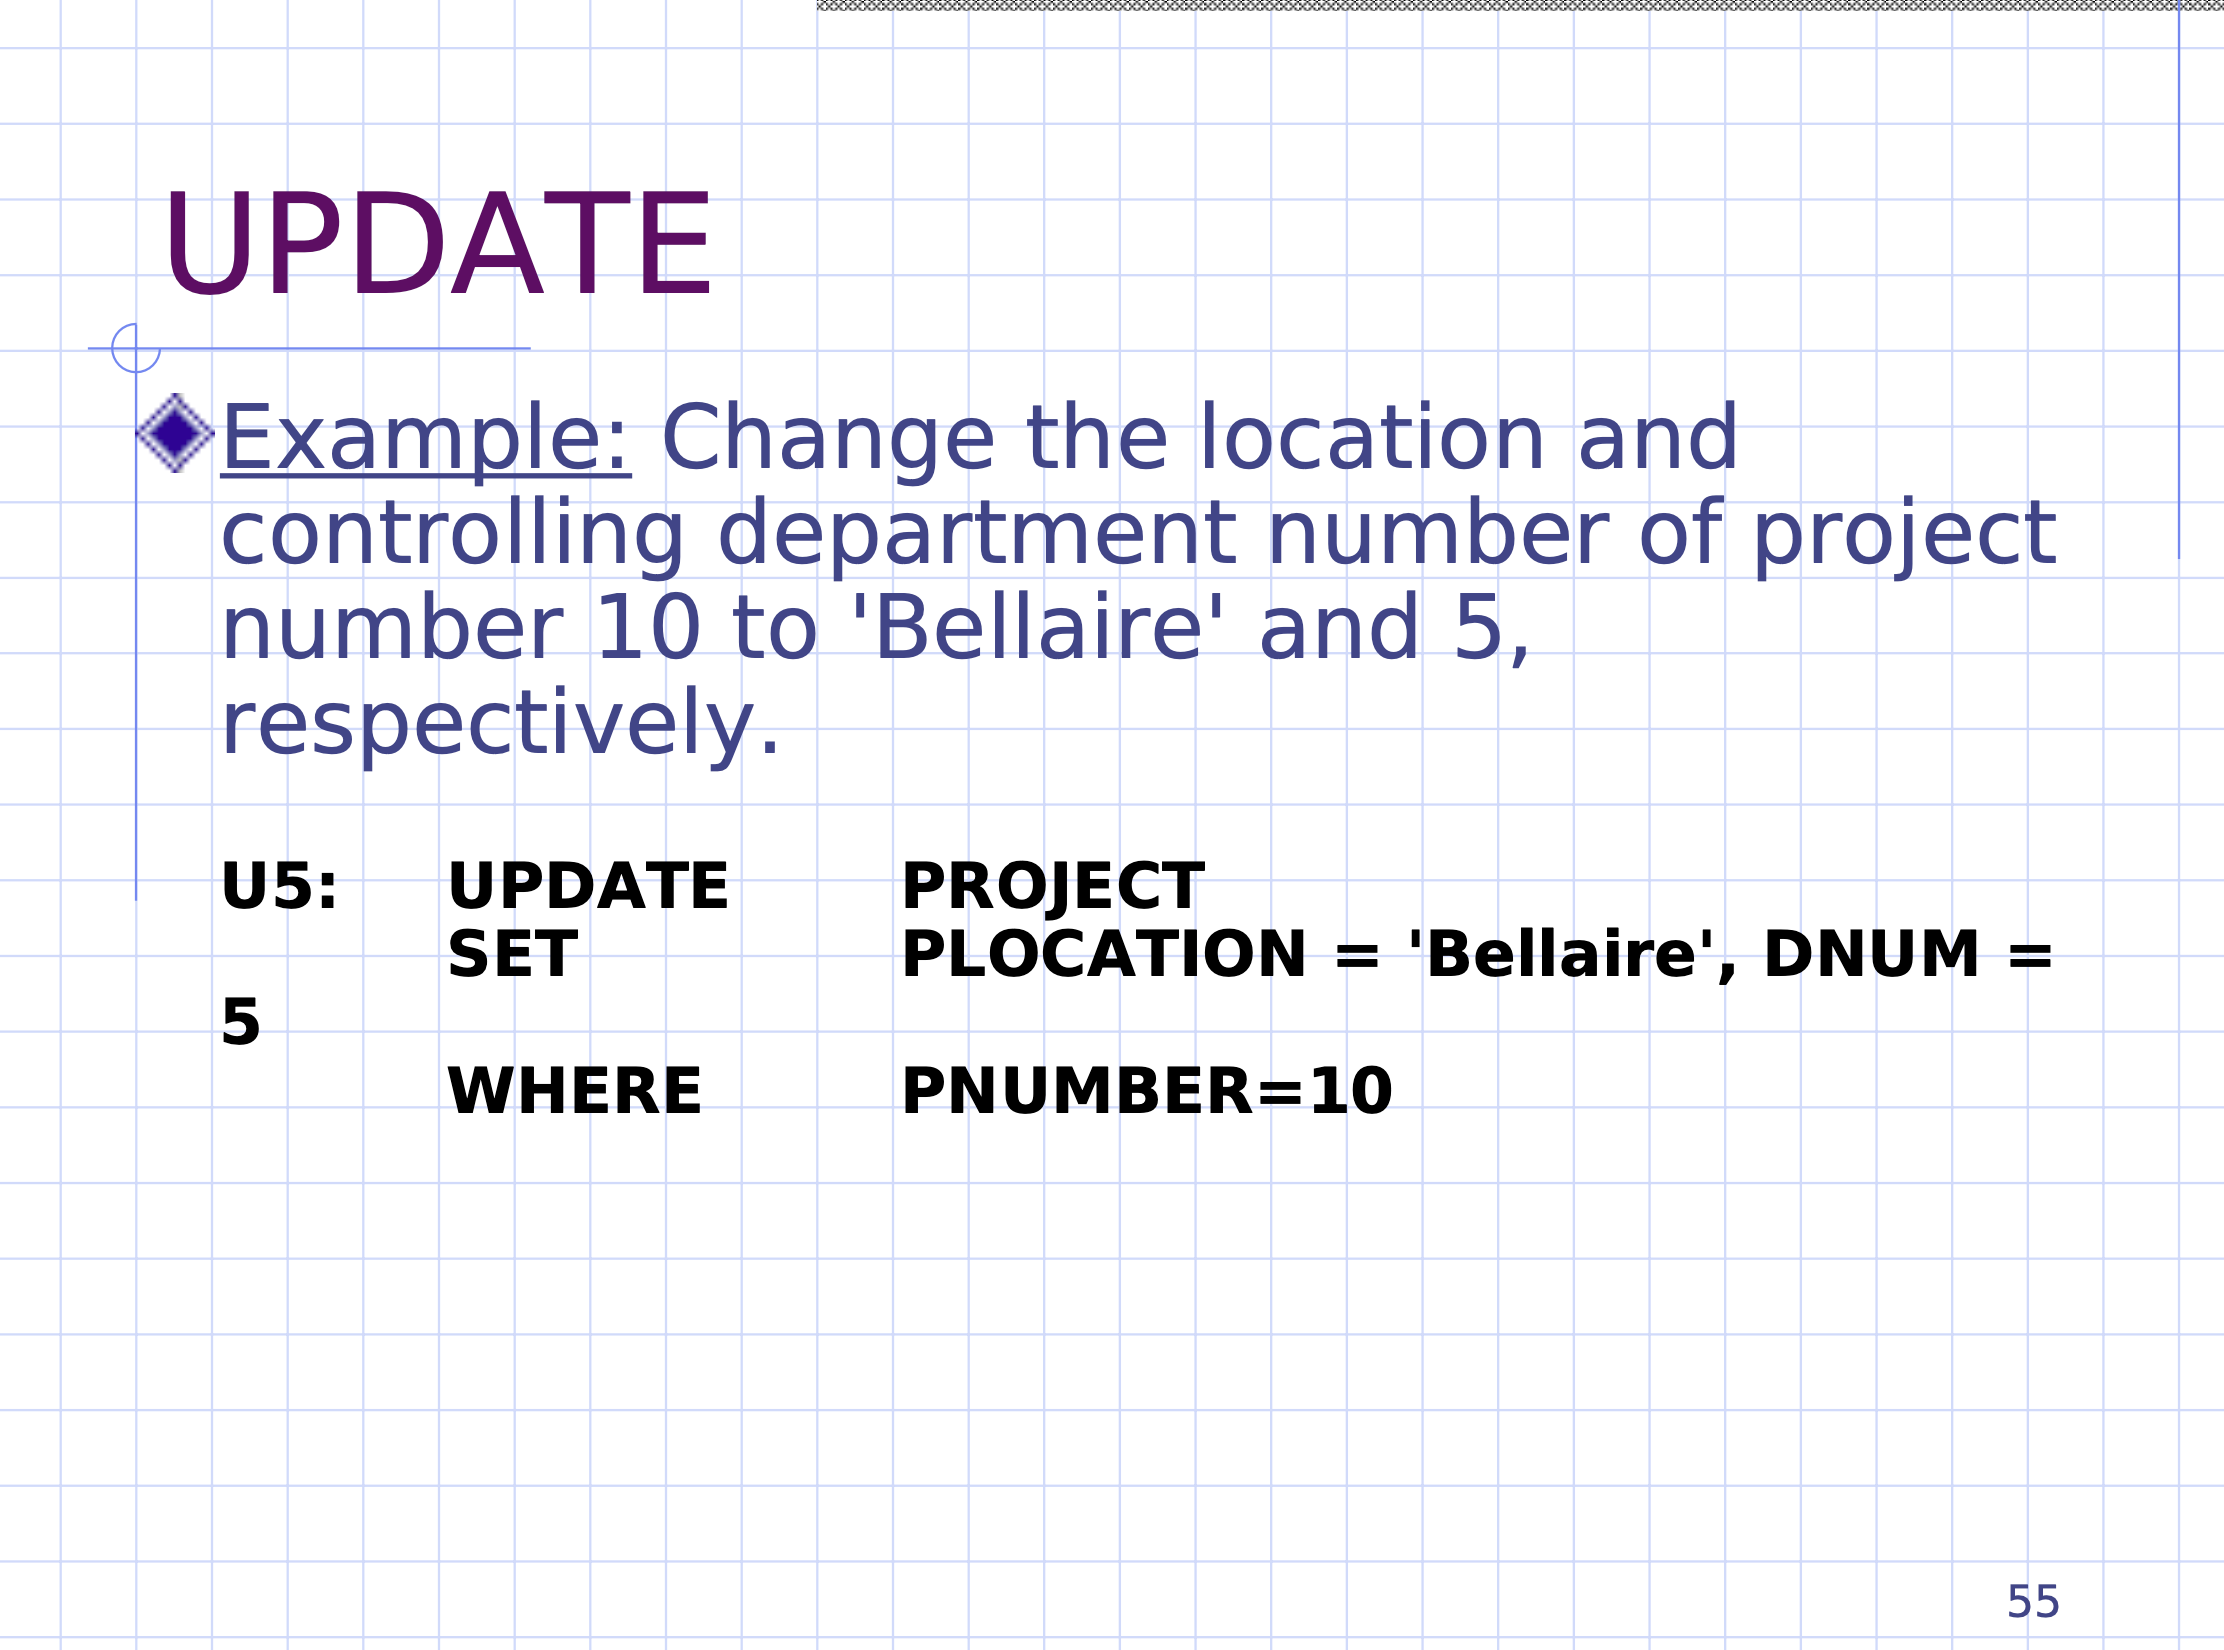 UPDATE
Example: Change the location and
controlling department number of project
number 10 to 'Bellaire' and 5,
respectively.
U5: UPDATE PROJECT
SET PLOCATION = 'Bellaire', DNUM =
5
WHERE PNUMBER=10
55